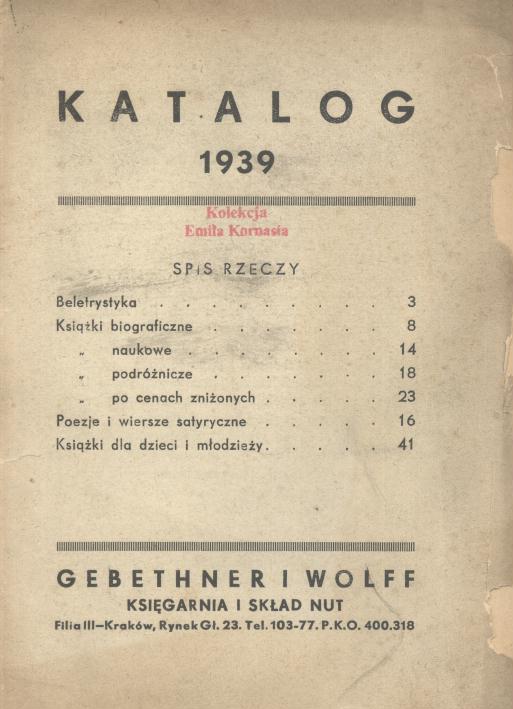 KATALOG
1939
Kolekcja
Emila Kornasia
SPIS RZECZY
Beletrystyka . . . . . . . . . 3
Książki biograficzne . . . . . . . 8
„ naukowe . . . . . . . . 14
„ podróżnicze . . . . . . . 18
„ po cenach zniżonych . . . . . 23
Poezje i wiersze satyryczne . . . . . 16
Książki dla dzieci i młodzieży . . . . . 41
GEBETHNER I WOLFF
KSIĘGARNIA I SKŁAD NUT
Filia III—Kraków, Rynek Gł. 23. Tel. 103-77. P.K.O. 400.318